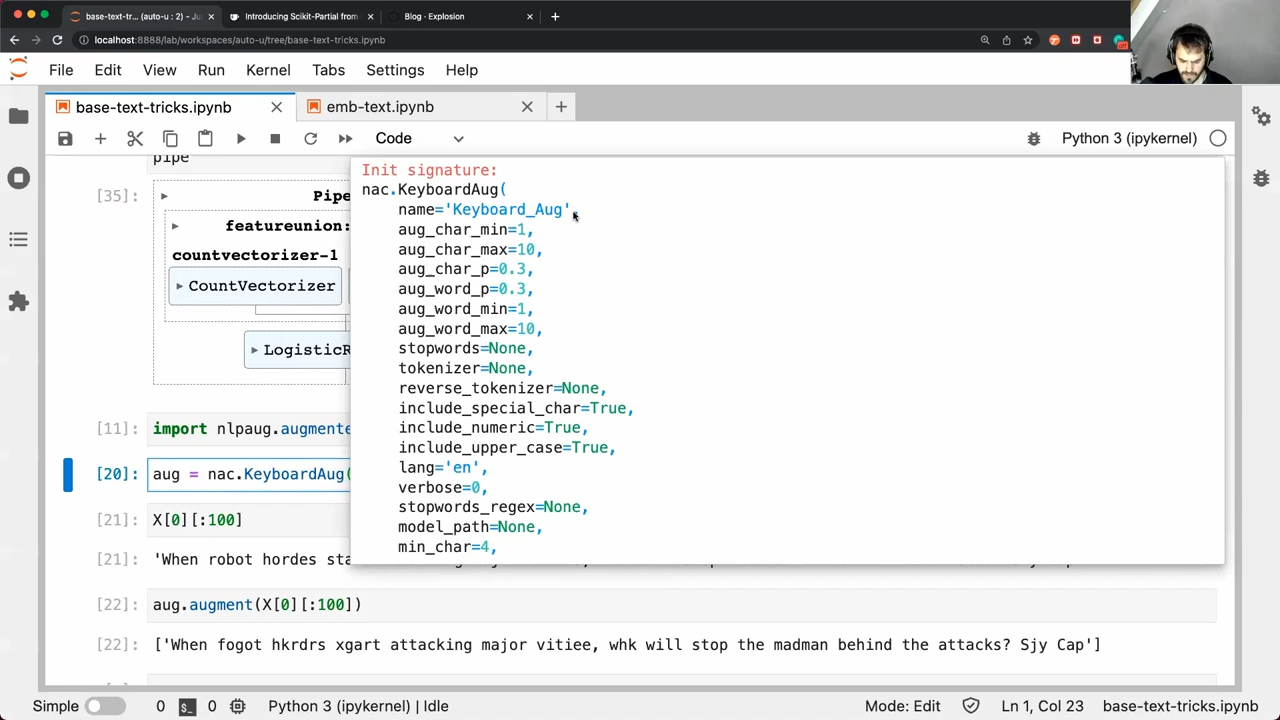 base-text-tr... (auto-u : 2) - Ju
Introducing Scikit-Partial from
Blog - Explosion
localhost:8888/lab/workspaces/auto-u/tree/base-text-tricks.ipynb
File Edit View Run Kernel Tabs Settings Help
base-text-tricks.ipynb
emb-text.ipynb
Code
Python 3 (ipykernel)
pipe
[35]:
Pipe
featureunion:
countvectorizer-1
CountVectorizer
LogisticR
Init signature:
nac.KeyboardAug(
name='Keyboard_Aug',
aug_char_min=1,
aug_char_max=10,
aug_char_p=0.3,
aug_word_p=0.3,
aug_word_min=1,
aug_word_max=10,
stopwords=None,
tokenizer=None,
reverse_tokenizer=None,
include_special_char=True,
include_numeric=True,
include_upper_case=True,
lang='en',
verbose=0,
stopwords_regex=None,
model_path=None,
min_char=4,
[11]: import nlpaug.augmente
[20]: aug = nac.KeyboardAug(
[21]: X[0][:100]
[21]: 'When robot hordes sta
[22]: aug.augment(X[0][:100])
[22]: ['When fogot hkrdrs xgart attacking major vitiee, whk will stop the madman behind the attacks? Sjy Cap']
Simple 0 0 Python 3 (ipykernel) | Idle
Mode: Edit Ln 1, Col 23 base-text-tricks.ipynb